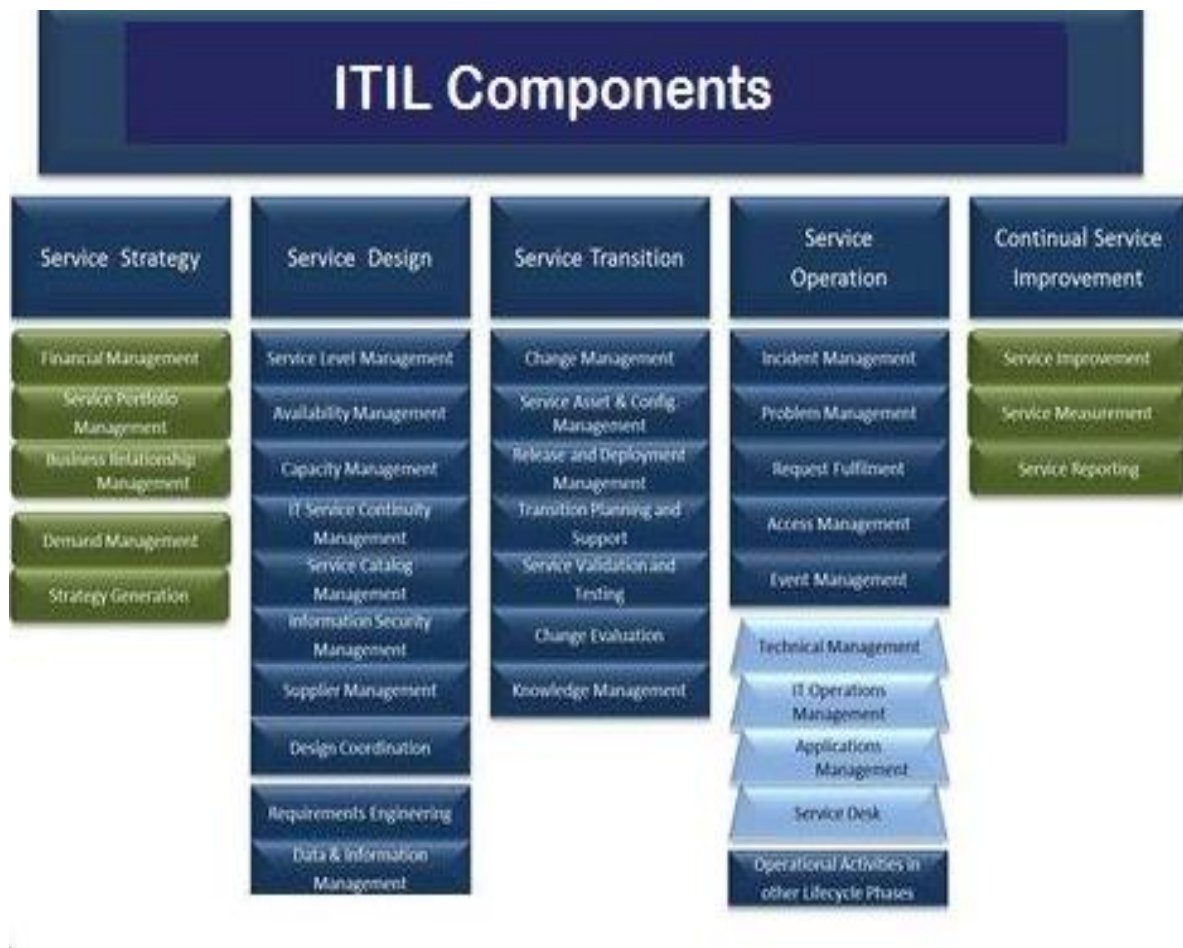 ITIL Components
Service Strategy
Financial Management
Service Portfolio
Management
Business Relationship
Management
Demand Management
Strategy Generation
Service Design
Service Level Management
Availability Management
Capacity Management
IT Service Continuity
Management
Service Catalog
Management
Information Security
Management
Supplier Management
Design Coordination
Requirements Engineering
Data & Information
Management
Service Transition
Change Management
Service Asset & Config.
Management
Release and Deployment
Management
Transition Planning and
Support
Service Validation and
Testing
Change Evaluation
Knowledge Management
Service
Operation
Incident Management
Problem Management
Request Fulfilment
Access Management
Event Management
Technical Management
IT Operations
Management
Applications
Management
Service Desk
Operational Activities in
other Lifecycle Phases
Continual Service
Improvement
Service Improvement
Service Measurement
Service Reporting